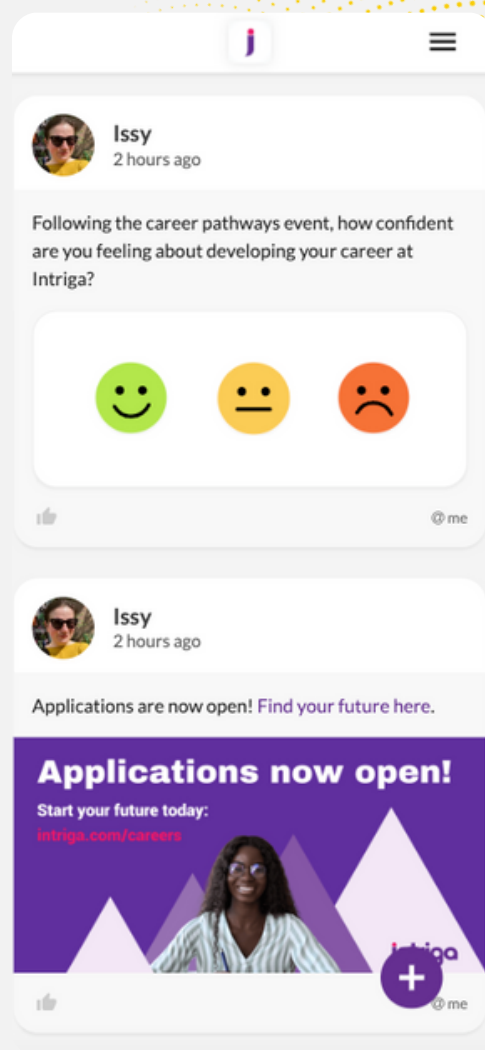 j
Issy
2 hours ago
Following the career pathways event, how confident
are you feeling about developing your career at
Intriga?
@me
Issy
2 hours ago
Applications are now open! Find your future here.
Applications now open!
Start your future today:
intriga.com/careers
@me